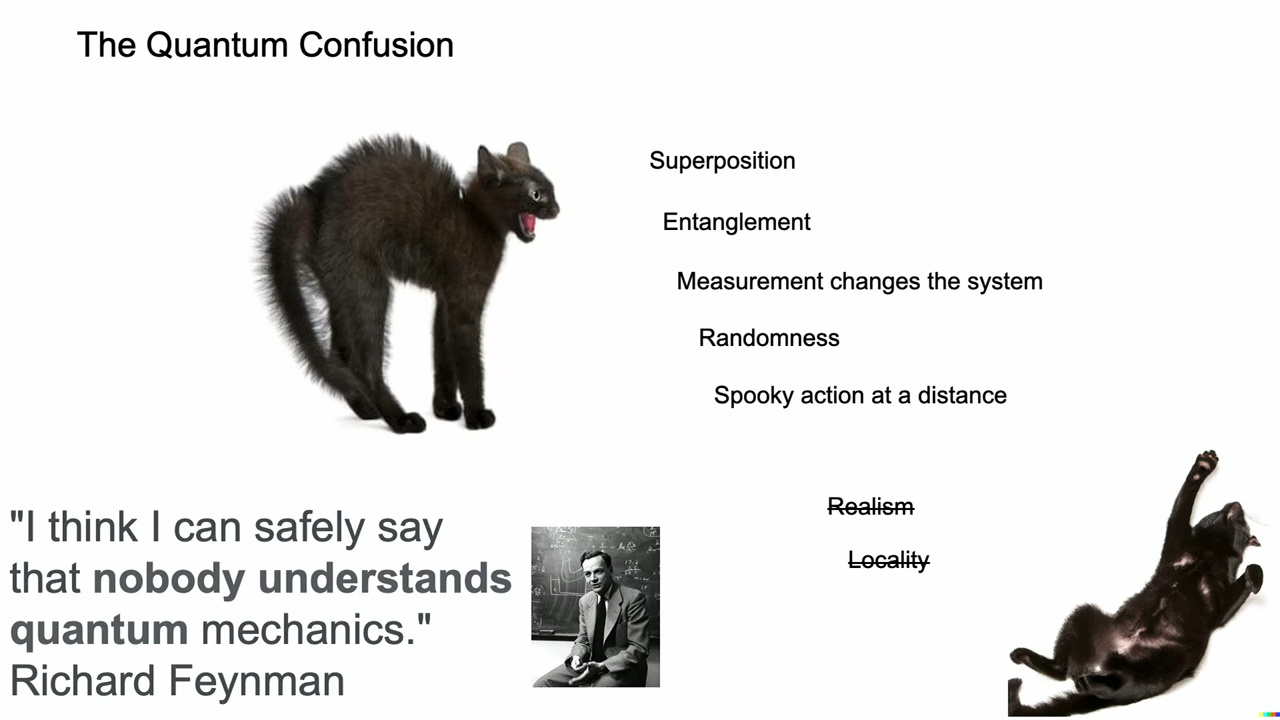 The Quantum Confusion
Superposition
Entanglement
Measurement changes the system
Randomness
Spooky action at a distance
Realism
Locality
"I think I can safely say
that nobody understands
quantum mechanics."
Richard Feynman